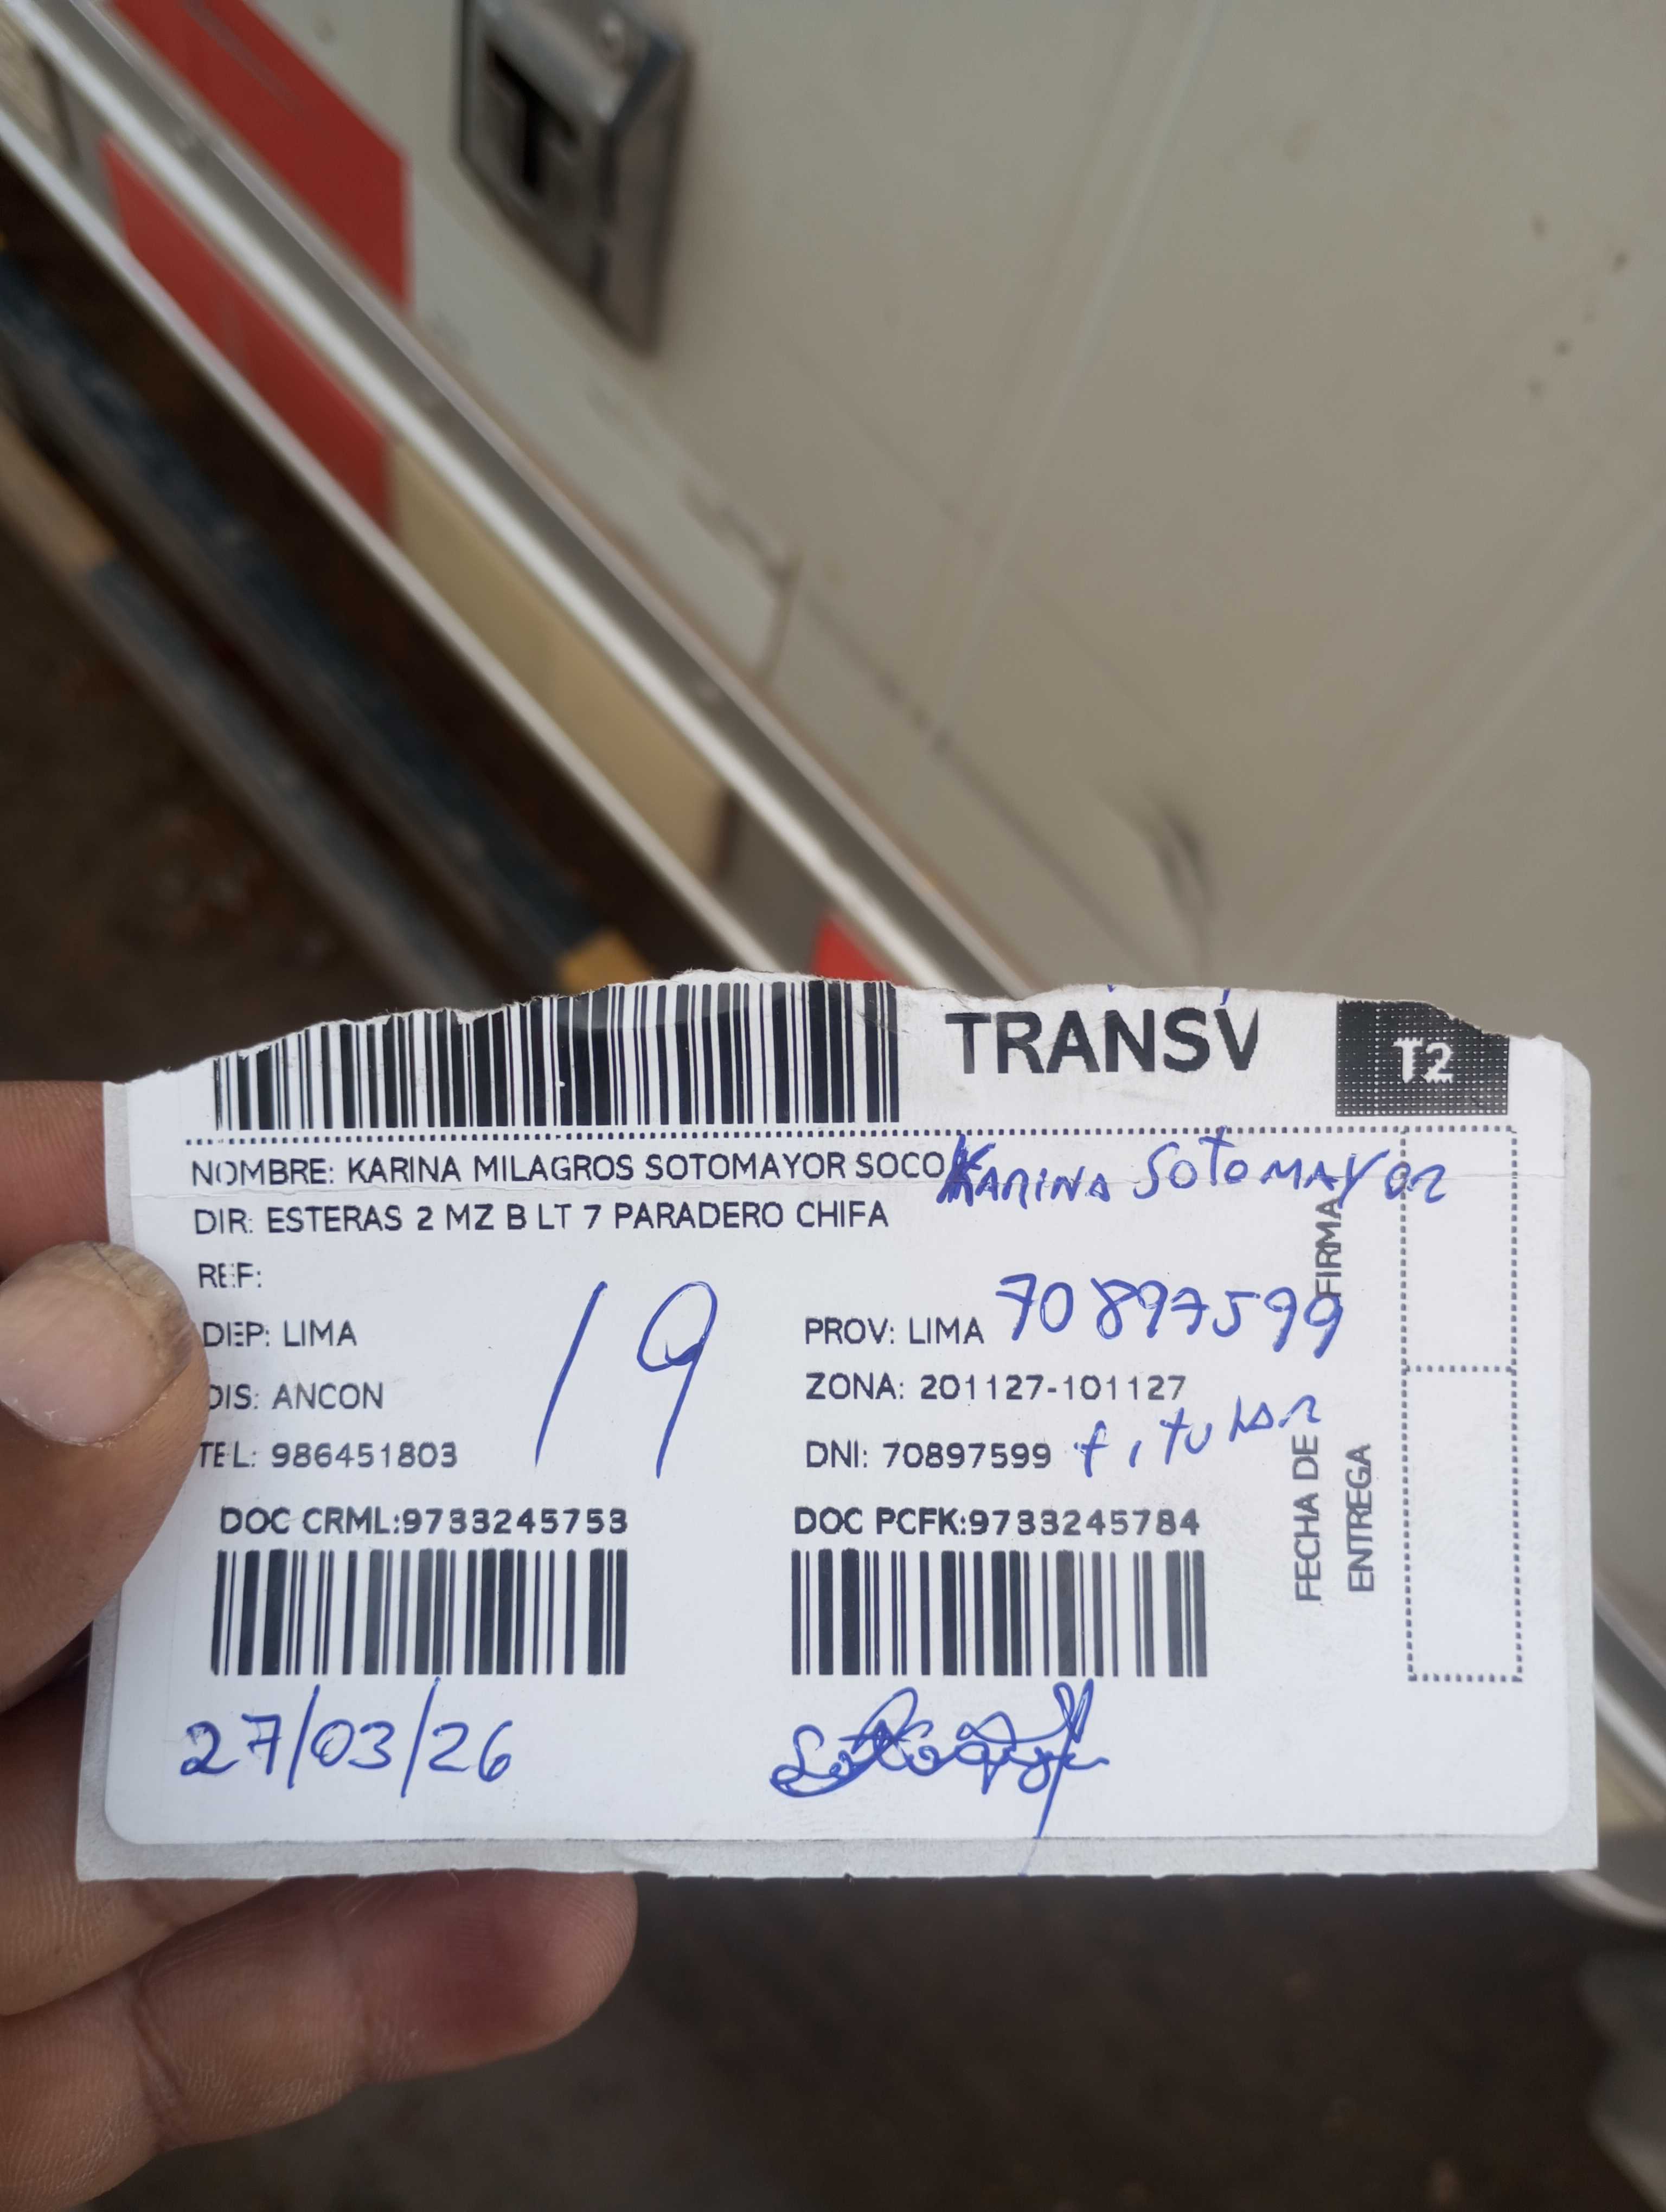 TRANSV T2
NOMBRE: KARINA MILAGROS SOTOMAYOR SOCO
KARINA SOTOMAYOR
DIR: ESTERAS 2 MZ B LT 7 PARADERO CHIFA
FIRMA
REF:
19
70897599
DEP: LIMA PROV: LIMA
DIS: ANCON ZONA: 201127-101127
titular
TEL: 986451803 DNI: 70897599
FECHA DE
ENTREGA
DOC CRML:9733245753 DOC PCFK:9733245784
27/03/26